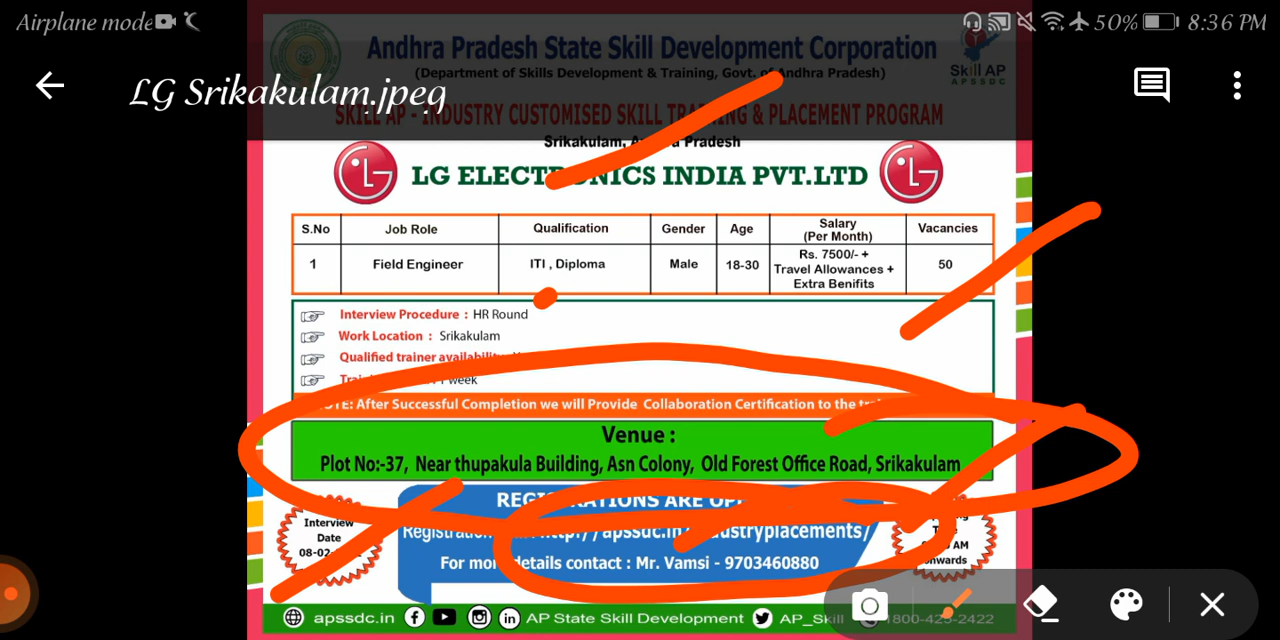 Airplane mode
50%
8:36 PM
LG Srikakulam.jpeg
Andhra Pradesh State Skill Development Corporation
(Department of Skills Development & Training, Govt. of Andhra Pradesh)
Skill AP
APSSDC
SKILL AP - INDUSTRY CUSTOMISED SKILL TRAINING & PLACEMENT PROGRAM
Srikakulam, Andhra Pradesh
LG ELECTRONICS INDIA PVT.LTD
S.No Job Role Qualification Gender Age Salary (Per Month) Vacancies
1 Field Engineer ITI , Diploma Male 18-30 Rs. 7500/- + Travel Allowances + Extra Benifits 50
Interview Procedure : HR Round
Work Location : Srikakulam
Qualified trainer availability
1 week
NOTE: After Successful Completion we will Provide Collaboration Certification to the
Venue :
Plot No:-37, Near thupakula Building, Asn Colony, Old Forest Office Road, Srikakulam
REGISTRATIONS ARE
Registration http://apssdc.in/industryplacements/
For more details contact : Mr. Vamsi - 9703460880
Interview
Date
08-02-
AM
onwards
apssdc.in AP State Skill Development AP_Skill 1800-425-2422